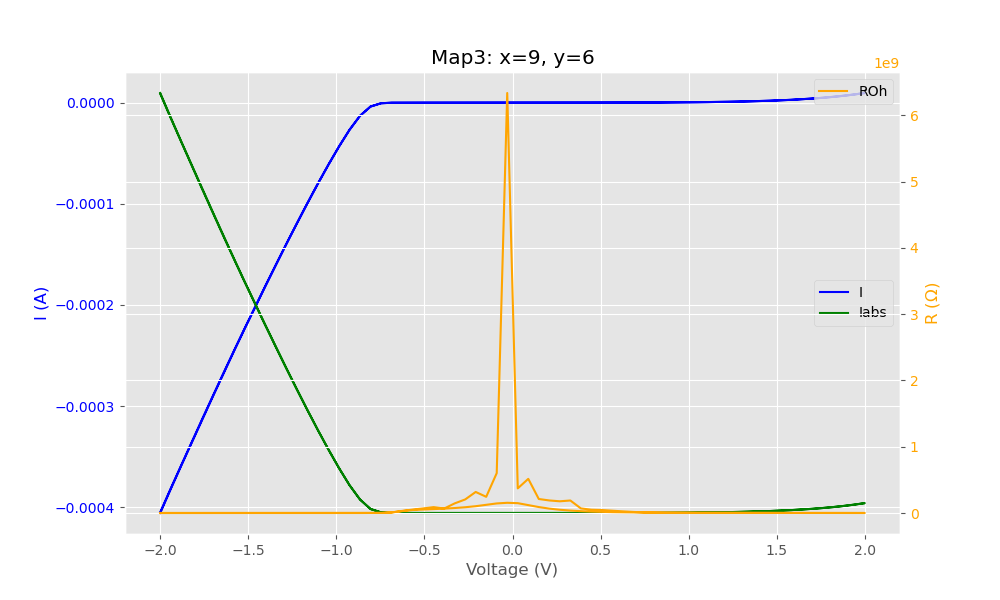 Map3: x=9, y=6
1e9
ROh
I
Iabs
I (A)
0.0000
−0.0001
−0.0002
−0.0003
−0.0004
R (Ω)
6
5
4
3
2
1
0
−2.0 −1.5 −1.0 −0.5 0.0 0.5 1.0 1.5 2.0
Voltage (V)